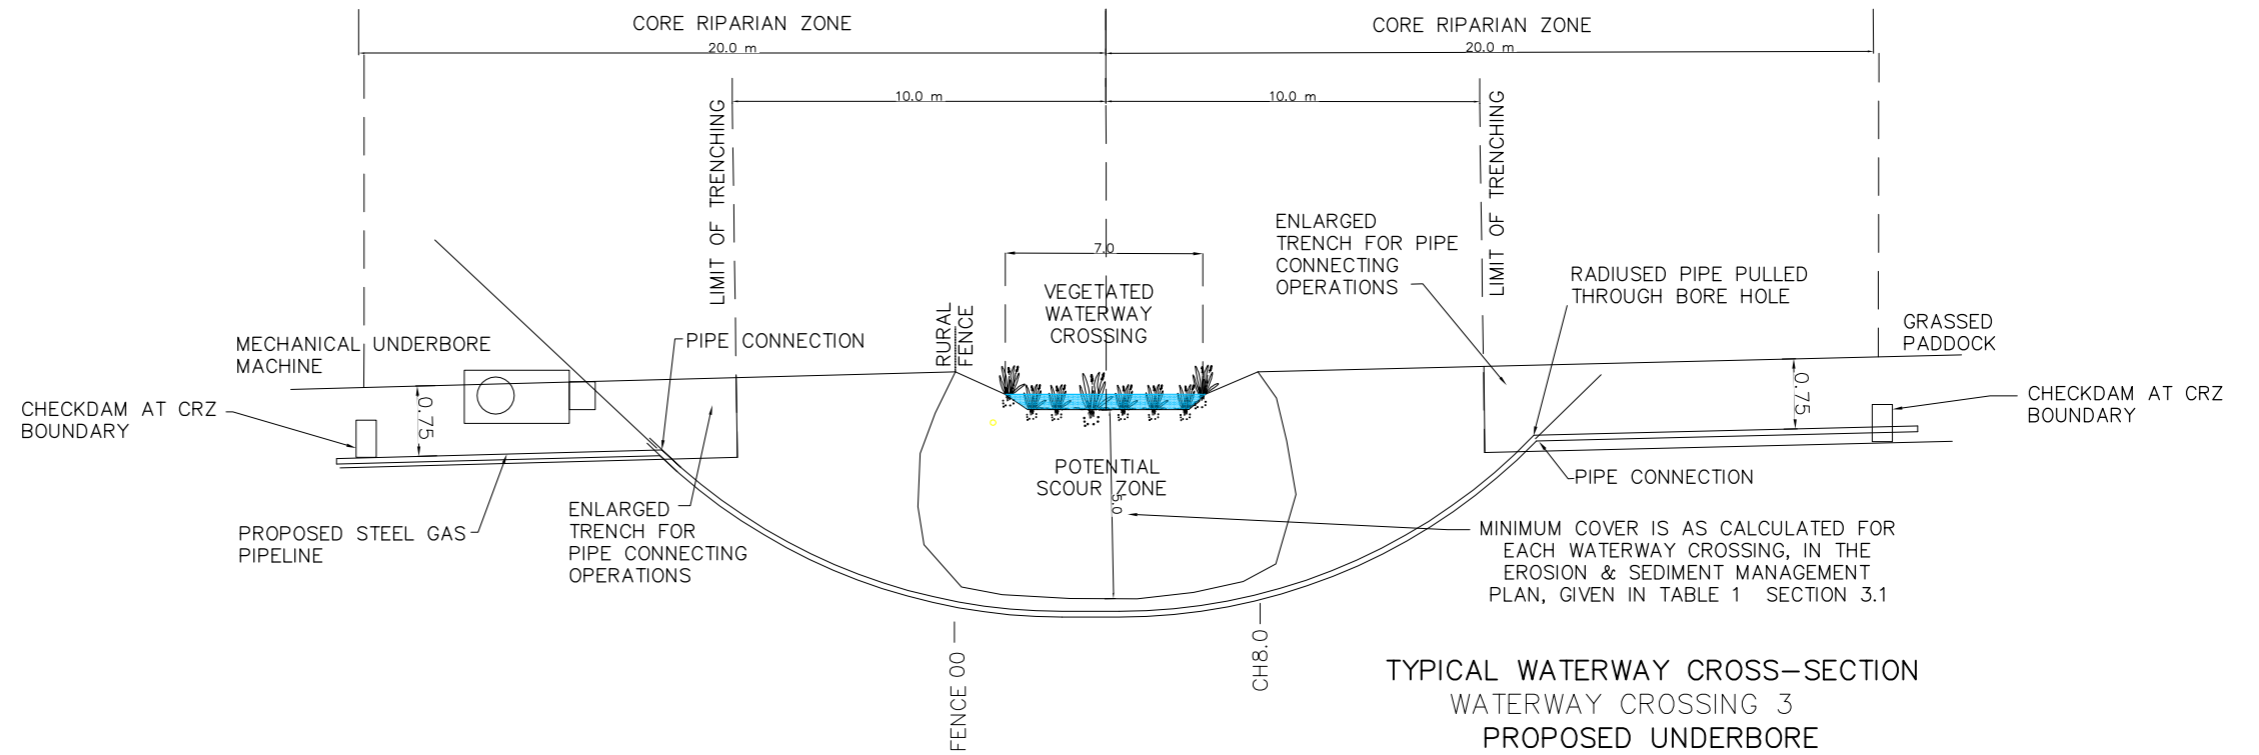 CORE RIPARIAN ZONE
CORE RIPARIAN ZONE
20.0 m
20.0 m
10.0 m
10.0 m
LIMIT OF TRENCHING
LIMIT OF TRENCHING
7.0
VEGETATED
WATERWAY
CROSSING
ENLARGED
TRENCH FOR PIPE
CONNECTING
OPERATIONS
RADIUSED PIPE PULLED
THROUGH BORE HOLE
GRASSED
PADDOCK
RURAL
FENCE
PIPE CONNECTION
MECHANICAL UNDERBORE
MACHINE
CHECKDAM AT CRZ
BOUNDARY
0.75
0.75
CHECKDAM AT CRZ
BOUNDARY
POTENTIAL
SCOUR ZONE
5.0
PIPE CONNECTION
PROPOSED STEEL GAS
PIPELINE
ENLARGED
TRENCH FOR
PIPE CONNECTING
OPERATIONS
MINIMUM COVER IS AS CALCULATED FOR
EACH WATERWAY CROSSING, IN THE
EROSION & SEDIMENT MANAGEMENT
PLAN, GIVEN IN TABLE 1 SECTION 3.1
FENCE 00
CH8.0
TYPICAL WATERWAY CROSS-SECTION
WATERWAY CROSSING 3
PROPOSED UNDERBORE